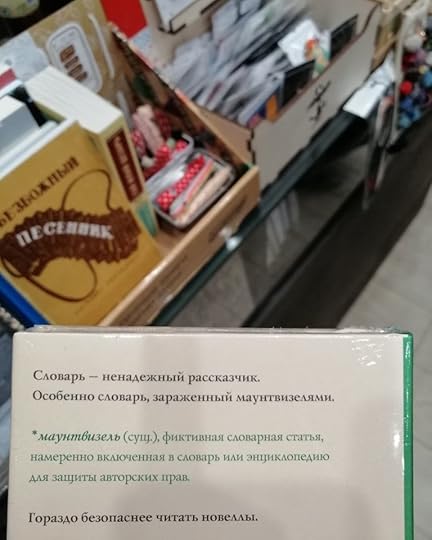 БЕЗБОЖНЫЙ
ПЕСЕННИК
Словарь — ненадежный рассказчик.
Особенно словарь, зараженный маунтвизелями.
*маунтвизель (сущ.), фиктивная словарная статья,
намеренно включенная в словарь или энциклопедию
для защиты авторских прав.
Гораздо безопаснее читать новеллы.